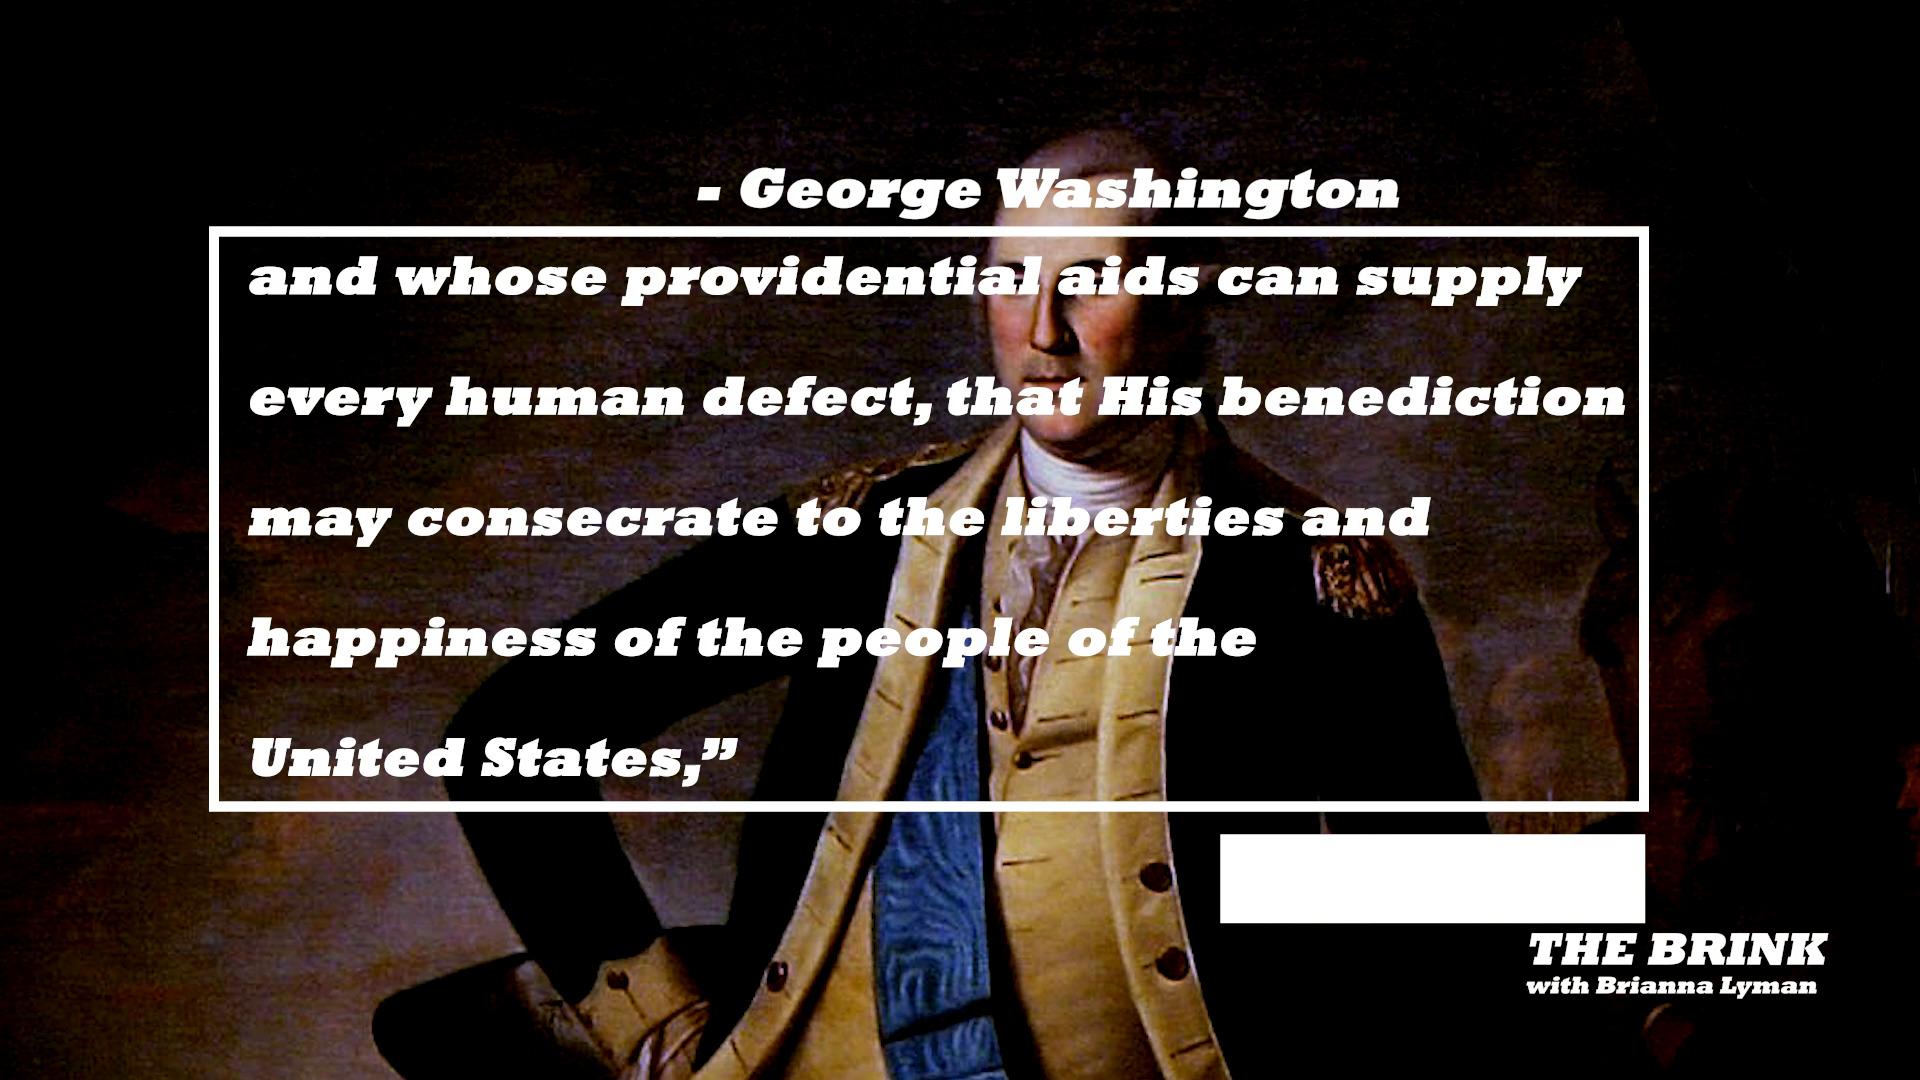 - George Washington
and whose providential aids can supply
every human defect, that His benediction
may consecrate to the liberties and
happiness of the people of the
United States,”
THE BRINK
with Brianna Lyman